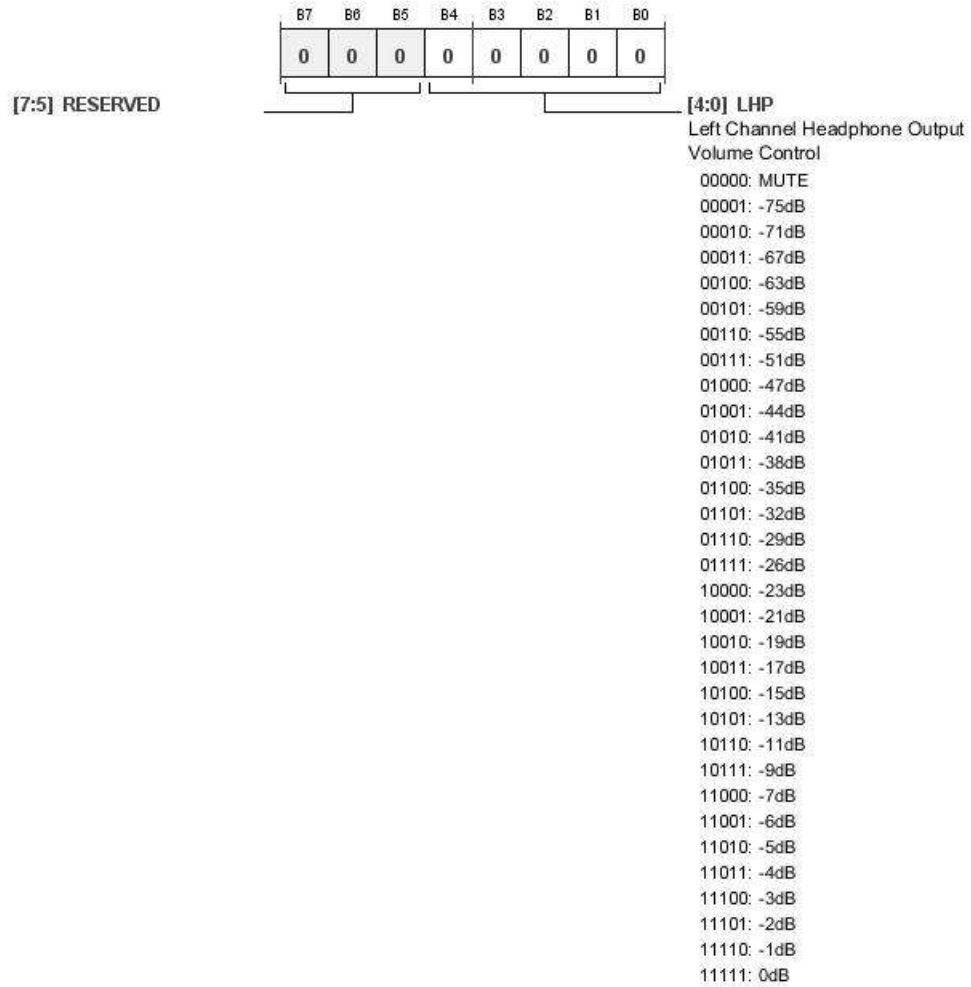 B7 B6 B5 B4 B3 B2 B1 B0
0 0 0 0 0 0 0 0
[7:5] RESERVED
[4:0] LHP
Left Channel Headphone Output
Volume Control
00000: MUTE
00001: -75dB
00010: -71dB
00011: -67dB
00100: -63dB
00101: -59dB
00110: -55dB
00111: -51dB
01000: -47dB
01001: -44dB
01010: -41dB
01011: -38dB
01100: -35dB
01101: -32dB
01110: -29dB
01111: -26dB
10000: -23dB
10001: -21dB
10010: -19dB
10011: -17dB
10100: -15dB
10101: -13dB
10110: -11dB
10111: -9dB
11000: -7dB
11001: -6dB
11010: -5dB
11011: -4dB
11100: -3dB
11101: -2dB
11110: -1dB
11111: 0dB